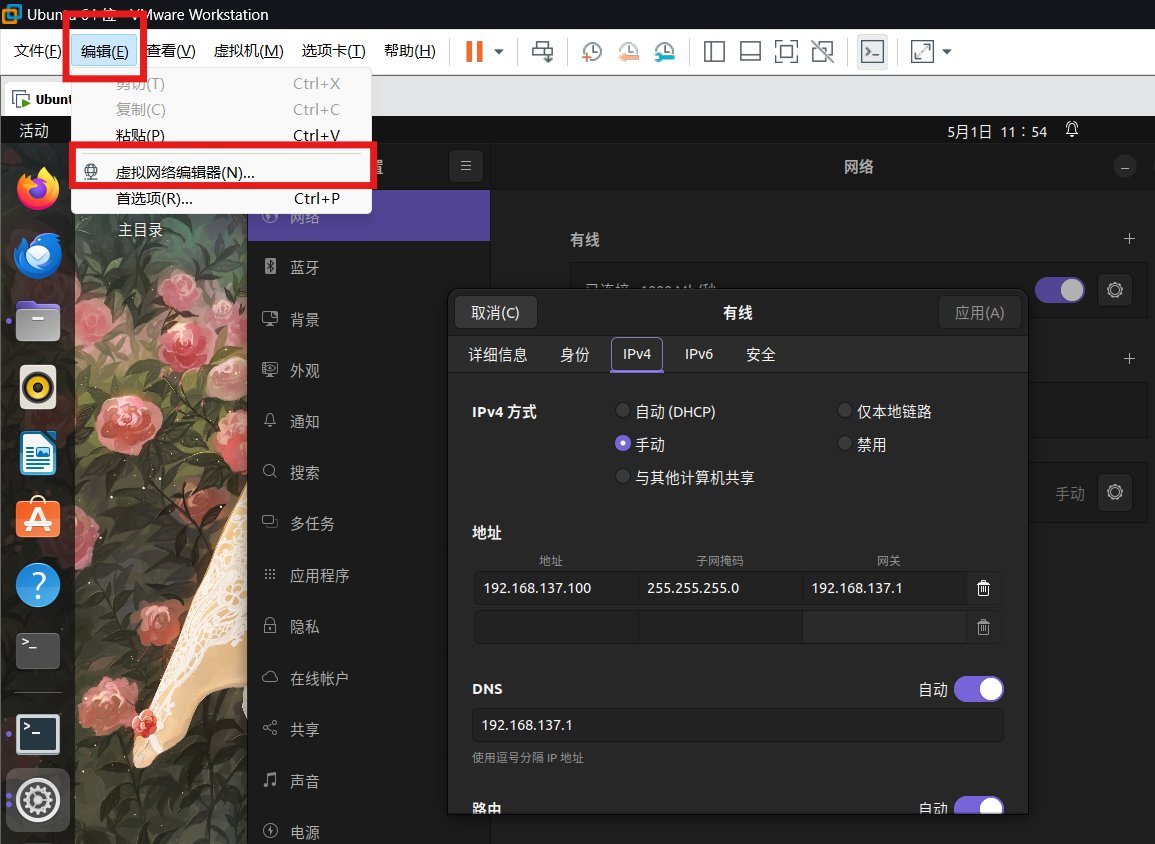 Ubuntu 64 位 - VMware Workstation
文件(F) 编辑(E) 查看(V) 虚拟机(M) 选项卡(T) 帮助(H)
剪切(T) Ctrl+X
复制(C) Ctrl+C
粘贴(P) Ctrl+V
虚拟网络编辑器(N)...
首选项(R)... Ctrl+P
活动
5月1日 11：54
主目录
网络
蓝牙
背景
外观
通知
搜索
多任务
应用程序
隐私
在线帐户
共享
声音
电源
网络
有线
手动
取消(C) 有线 应用(A)
详细信息 身份 IPv4 IPv6 安全
IPv4 方式
自动 (DHCP) 仅本地链路
手动 禁用
与其他计算机共享
地址
地址 子网掩码 网关
192.168.137.100 255.255.255.0 192.168.137.1
DNS 自动
192.168.137.1
使用逗号分隔 IP 地址
路由 自动